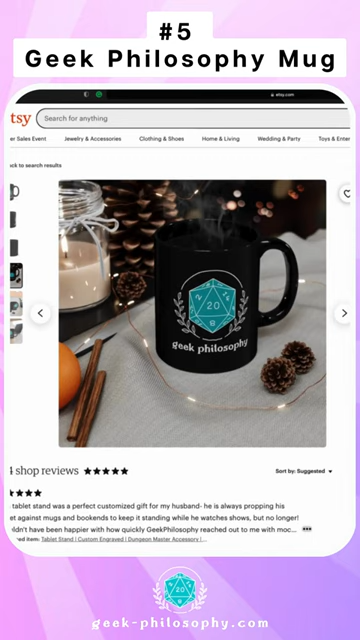 #5
Geek Philosophy Mug
etsy.com
tsy
Search for anything
er Sales Event Jewelry & Accessories Clothing & Shoes Home & Living Wedding & Party Toys & Enter
ck to search results
20
geek philosophy
4 shop reviews
Sort by: Suggested
tablet stand was a perfect customized gift for my husband- he is always propping his
et against mugs and bookends to keep it standing while he watches shows, but no longer!
ldn't have been happier with how quickly GeekPhilosophy reached out to me with moc...
ed item: Tablet Stand | Custom Engraved | Dungeon Master Accessory |...
20
geek-philosophy.com